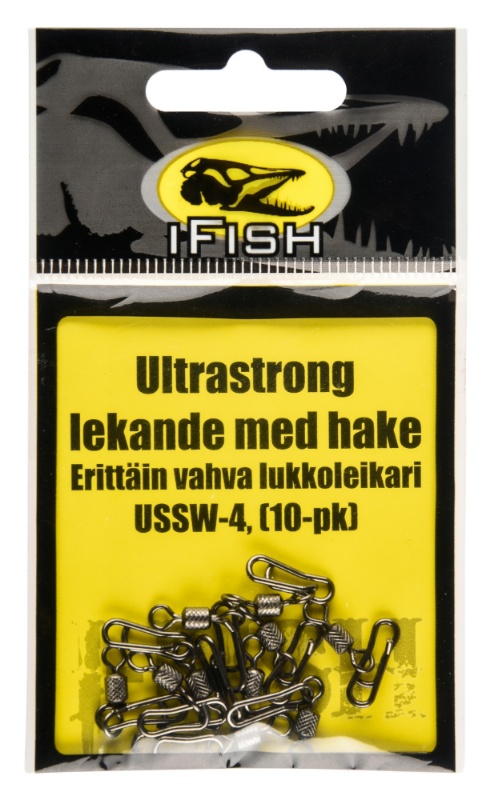 iFISH
Ultrastrong
lekande med hake
Erittäin vahva lukkoleikari
USSW-4, (10-pk)